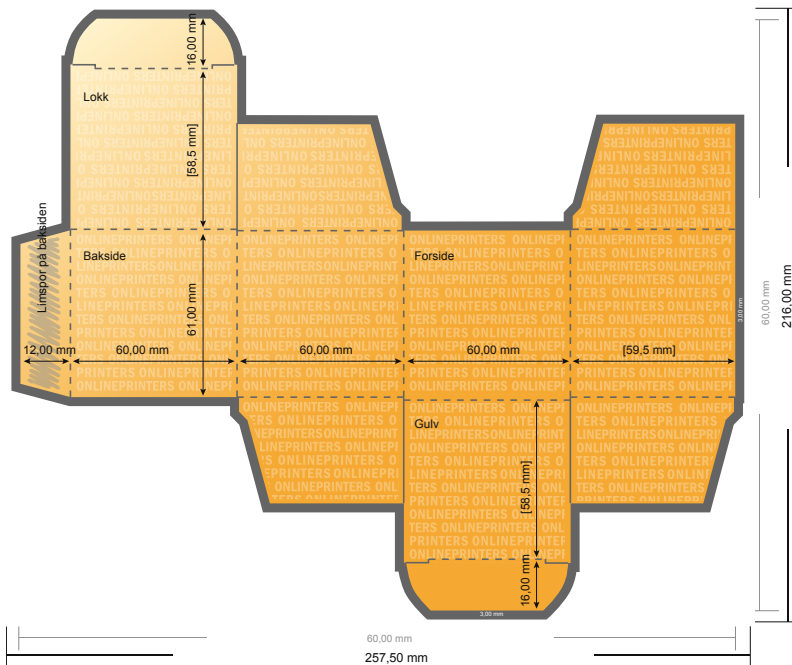 16,00 mm
Lokk
[58,5 mm]
Limspor på baksiden
Bakside
Forside
61,00 mm
12,00 mm
60,00 mm
60,00 mm
60,00 mm
[59,5 mm]
3,00 mm
60,00 mm
216,00 mm
Gulv
[58,5 mm]
16,00 mm
3,00 mm
60,00 mm
257,50 mm
ONLINEPRINTERS ONLINEPRINTERS